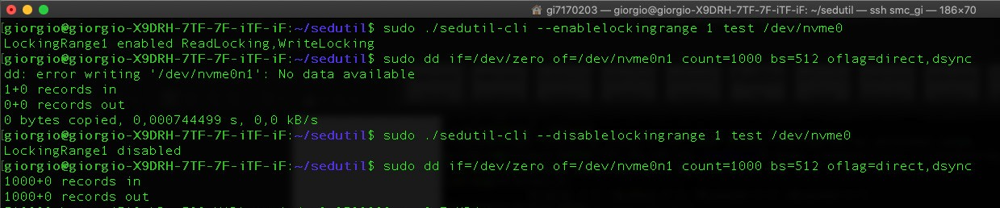 gi7170203 — giorgio@giorgio-X9DRH-7TF-7F-iTF-iF: ~/sedutil — ssh smc_gi — 186×70
[giorgio@giorgio-X9DRH-7TF-7F-iTF-iF:~/sedutil$ sudo ./sedutil-cli --enablelockingrange 1 test /dev/nvme0
LockingRange1 enabled ReadLocking,WriteLocking
[giorgio@giorgio-X9DRH-7TF-7F-iTF-iF:~/sedutil$ sudo dd if=/dev/zero of=/dev/nvme0n1 count=1000 bs=512 oflag=direct,dsync
dd: error writing '/dev/nvme0n1': No data available
1+0 records in
0+0 records out
0 bytes copied, 0,000744499 s, 0,0 kB/s
[giorgio@giorgio-X9DRH-7TF-7F-iTF-iF:~/sedutil$ sudo ./sedutil-cli --disablelockingrange 1 test /dev/nvme0
LockingRange1 disabled
[giorgio@giorgio-X9DRH-7TF-7F-iTF-iF:~/sedutil$ sudo dd if=/dev/zero of=/dev/nvme0n1 count=1000 bs=512 oflag=direct,dsync
1000+0 records in
1000+0 records out